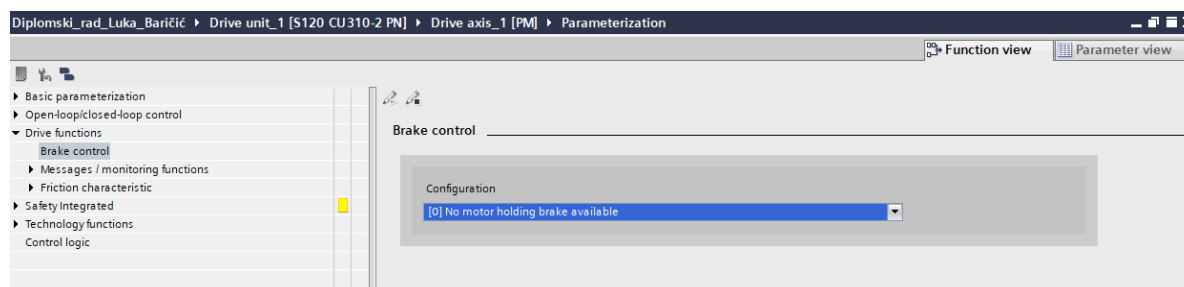 Diplomski_rad_Luka_Baričić ▸ Drive unit_1 [S120 CU310-2 PN] ▸ Drive axis_1 [PM] ▸ Parameterization
Function view
Parameter view
Basic parameterization
Open-loop/closed-loop control
Drive functions
Brake control
Messages / monitoring functions
Friction characteristic
Safety Integrated
Technology functions
Control logic
Brake control
Configuration
[0] No motor holding brake available